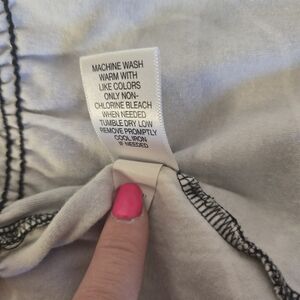 MACHINE WASH
WARM WITH
LIKE COLORS
ONLY NON-
CHLORINE BLEACH
WHEN NEEDED
TUMBLE DRY LOW
REMOVE PROMPTLY
COOL IRON
IS NEEDED